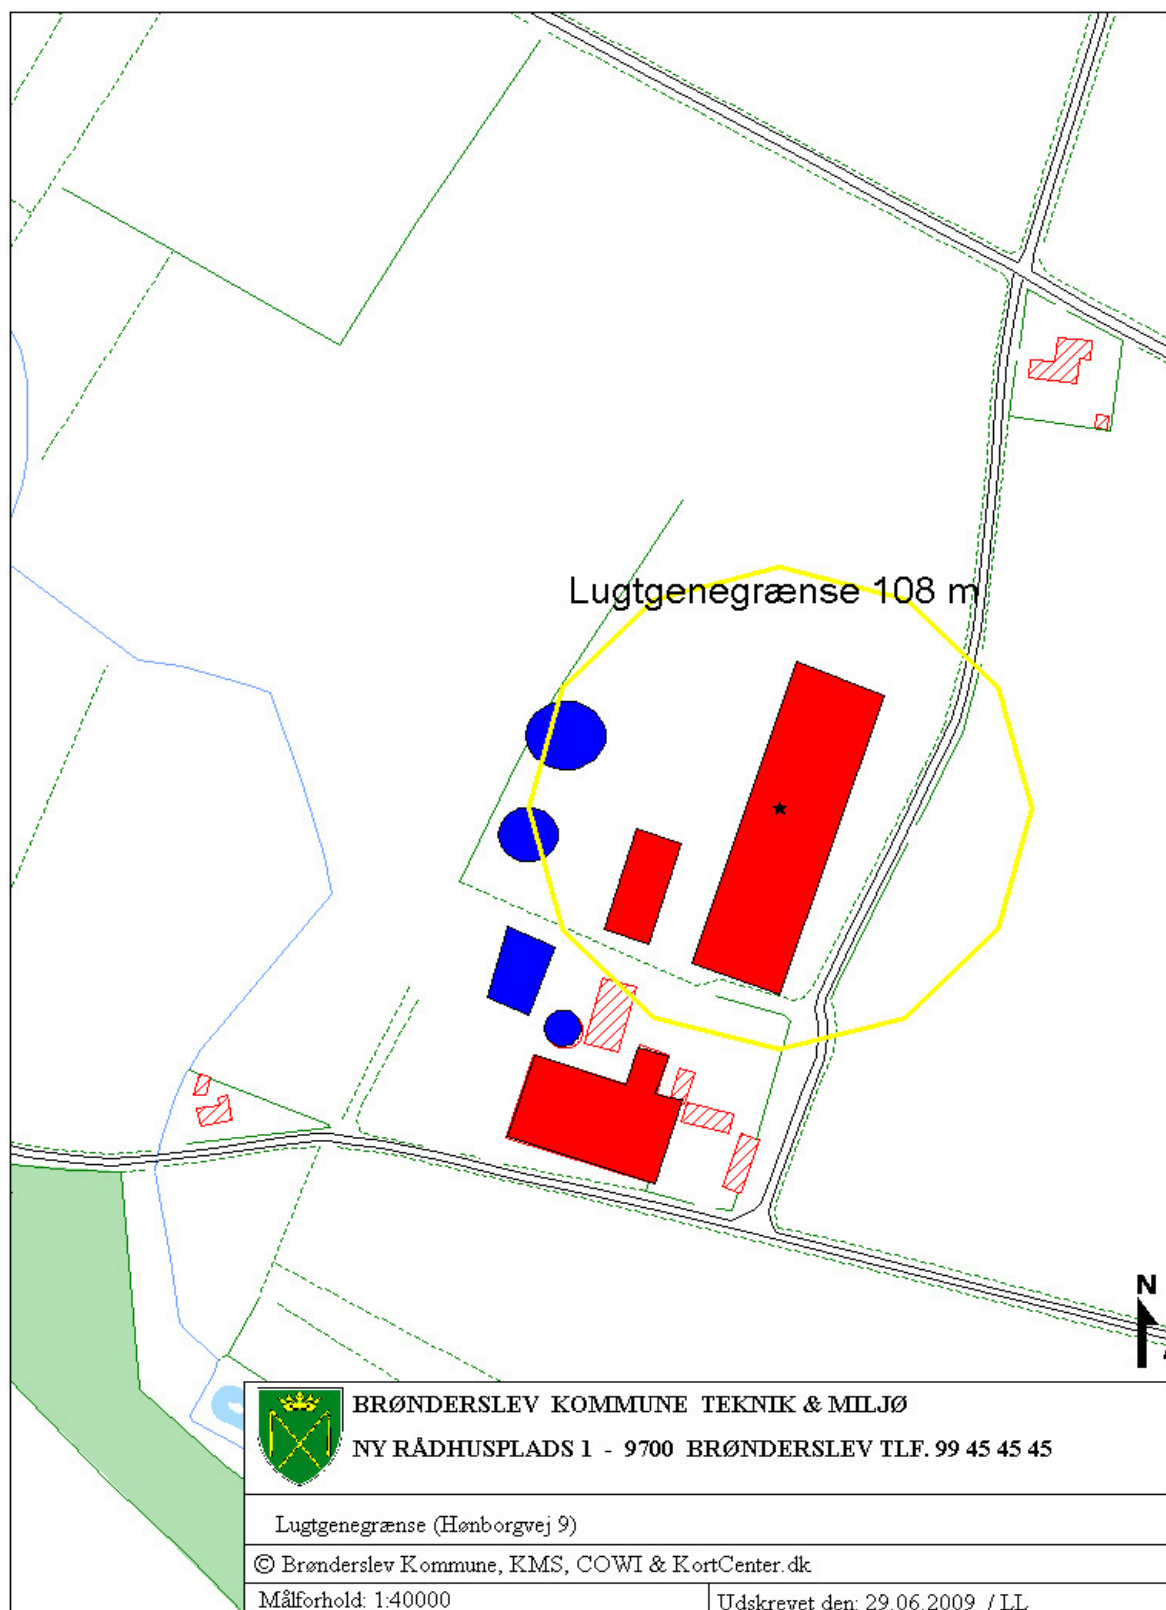 Lugtgenegrænse 108 m
N
BRØNDERSLEV KOMMUNE TEKNIK & MILJØ
NY RÅDHUSPLADS 1 - 9700 BRØNDERSLEV TLF. 99 45 45 45
Lugtgenegrænse (Hønborgvej 9)
© Brønderslev Kommune, KMS, COWI & KortCenter.dk
Målforhold: 1:40000
Udskrevet den: 29.06.2009 / LL